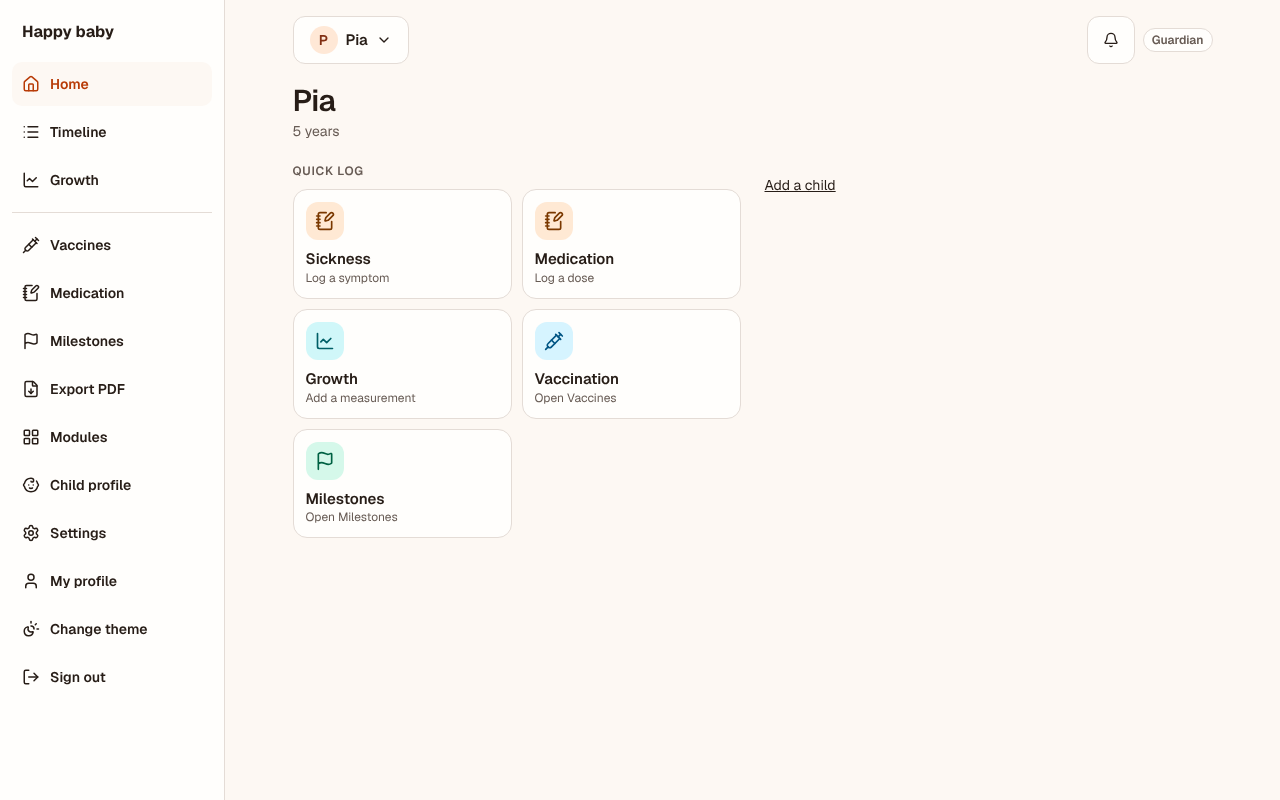 Happy baby
Home
Timeline
Growth
Vaccines
Medication
Milestones
Export PDF
Modules
Child profile
Settings
My profile
Change theme
Sign out
P Pia
Guardian
Pia
5 years
QUICK LOG
Sickness
Log a symptom
Medication
Log a dose
Growth
Add a measurement
Vaccination
Open Vaccines
Milestones
Open Milestones
Add a child